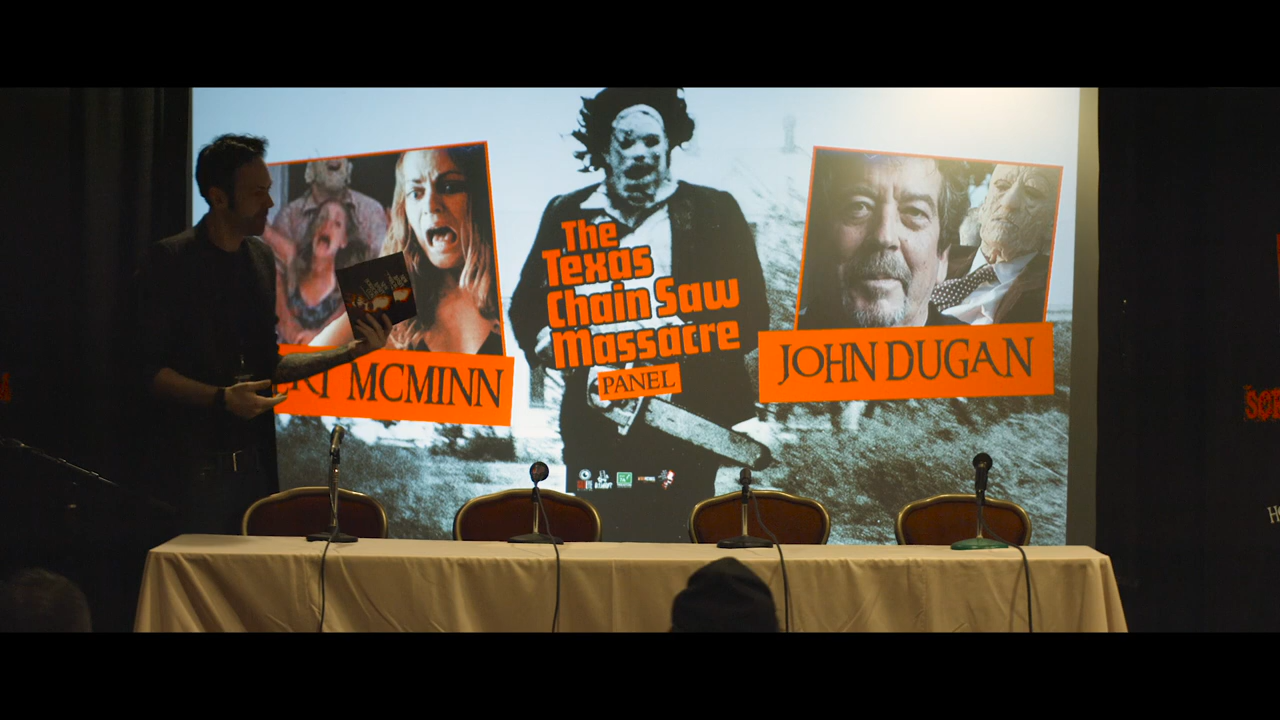 The
Texas
Chain Saw
Massacre
PANEL
MCMINN
JOHN DUGAN